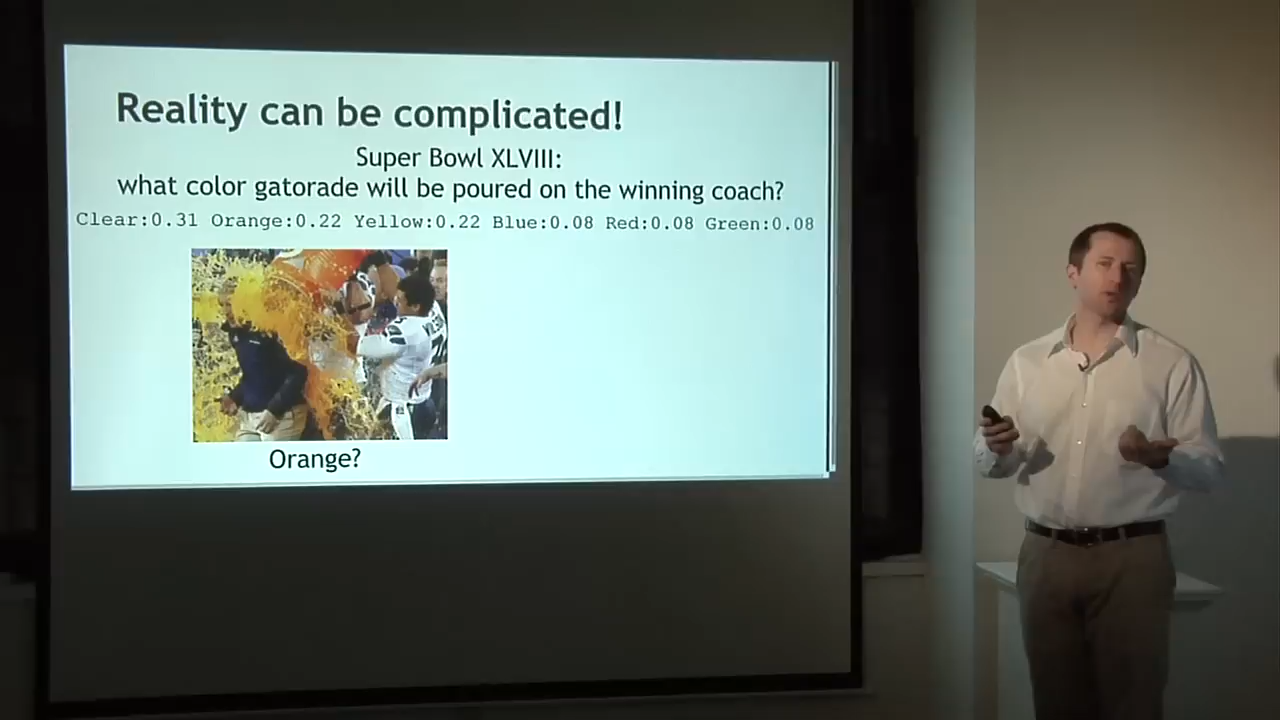 Reality can be complicated!
Super Bowl XLVIII:
what color gatorade will be poured on the winning coach?
Clear:0.31 Orange:0.22 Yellow:0.22 Blue:0.08 Red:0.08 Green:0.08
Orange?